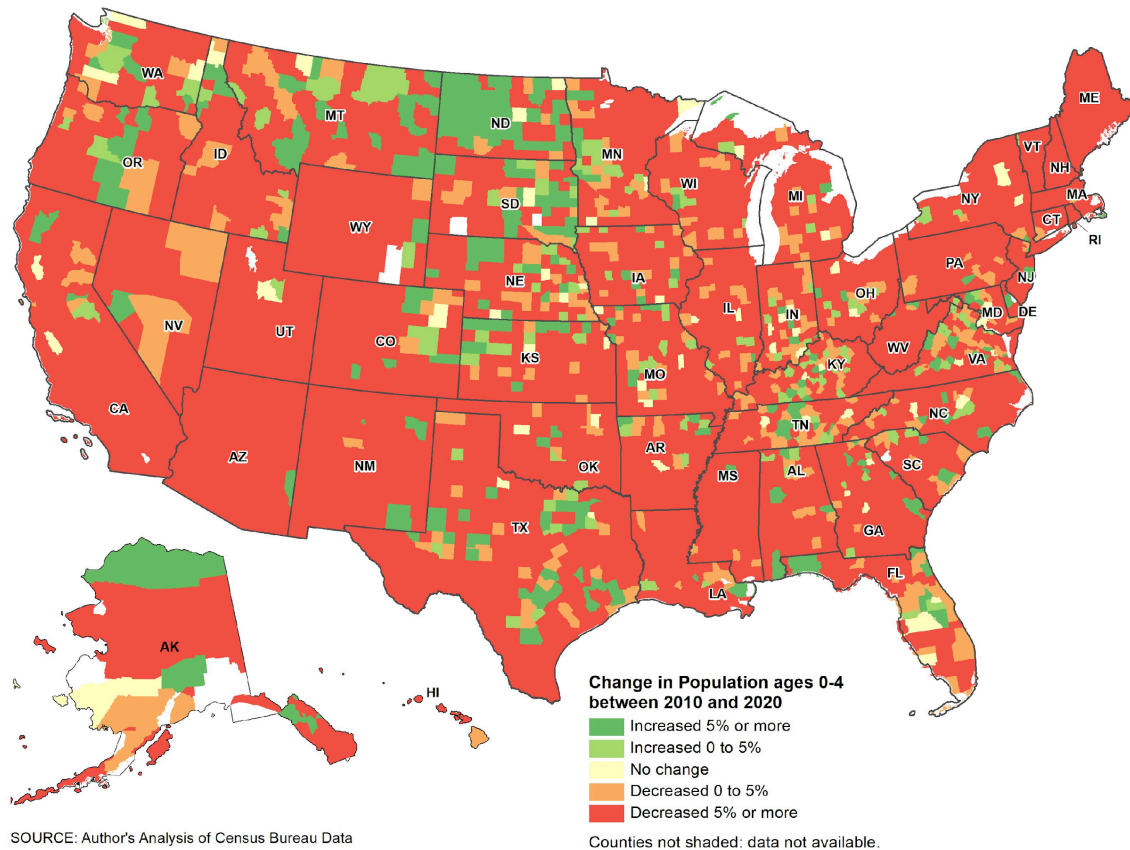 WA
MT
ND
MN
ME
VT
NH
OR
ID
SD
WI
MI
NY
MA
CT
RI
WY
IA
PA
NJ
NE
NV
UT
CO
IL
IN
OH
MD
DE
WV
VA
KS
MO
KY
CA
NC
TN
AZ
NM
OK
AR
SC
MS
AL
GA
TX
LA
FL
AK
HI
Change in Population ages 0-4
between 2010 and 2020
Increased 5% or more
Increased 0 to 5%
No change
Decreased 0 to 5%
Decreased 5% or more
SOURCE: Author's Analysis of Census Bureau Data
Counties not shaded: data not available.